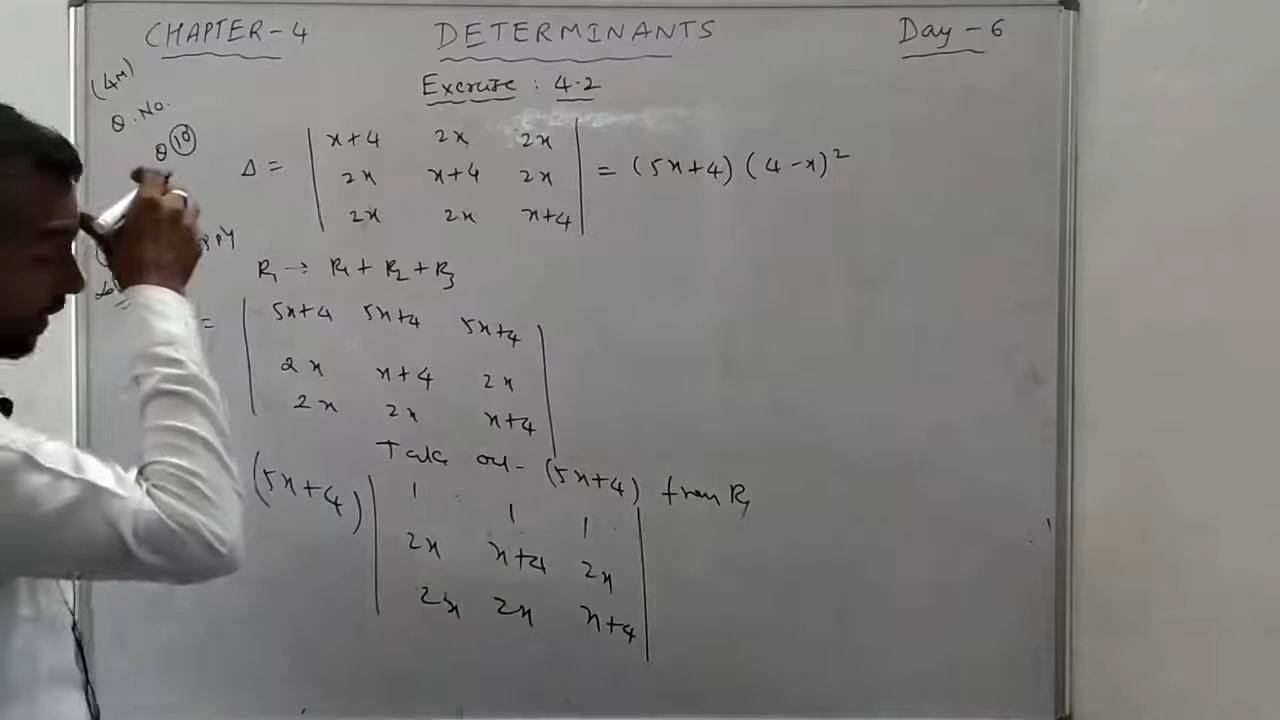 CHAPTER-4 DETERMINANTS Day - 6
(4M) Exercise : 4.2
Q. No.
Q (10) Δ = | x+4 2x 2x | = (5x+4) (4-x)²
| 2x x+4 2x |
| 2x 2x x+4 |
R₁ → R₁ + R₂ + R₃
= | 5x+4 5x+4 5x+4 |
| 2x x+4 2x |
| 2x 2x x+4 |
Take out (5x+4) from R₁
(5x+4) | 1 1 1 |
| 2x x+4 2x |
| 2x 2x x+4 |